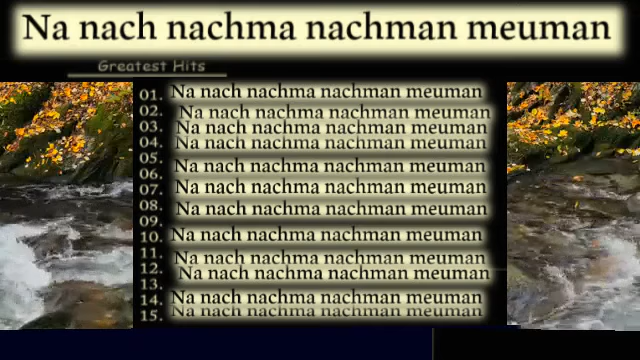 Na nach nachma nachman meuman
Greatest Hits
01. Na nach nachma nachman meuman
02. Na nach nachma nachman meuman
03. Na nach nachma nachman meuman
04. Na nach nachma nachman meuman
05.
06. Na nach nachma nachman meuman
07. Na nach nachma nachman meuman
08. Na nach nachma nachman meuman
09.
10. Na nach nachma nachman meuman
11. Na nach nachma nachman meuman
12. Na nach nachma nachman meuman
13.
14. Na nach nachma nachman meuman
15. Na nach nachma nachman meuman